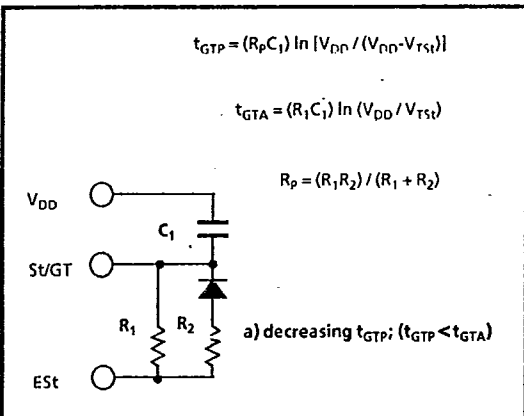 t_GTP = (R_P C_1) ln [V_DD / (V_DD-V_TSt)]
t_GTA = (R_1 C_1) ln (V_DD / V_TSt)
R_P = (R_1 R_2) / (R_1 + R_2)
V_DD
C_1
St/GT
R_1 R_2
a) decreasing t_GTP; (t_GTP < t_GTA)
ESt